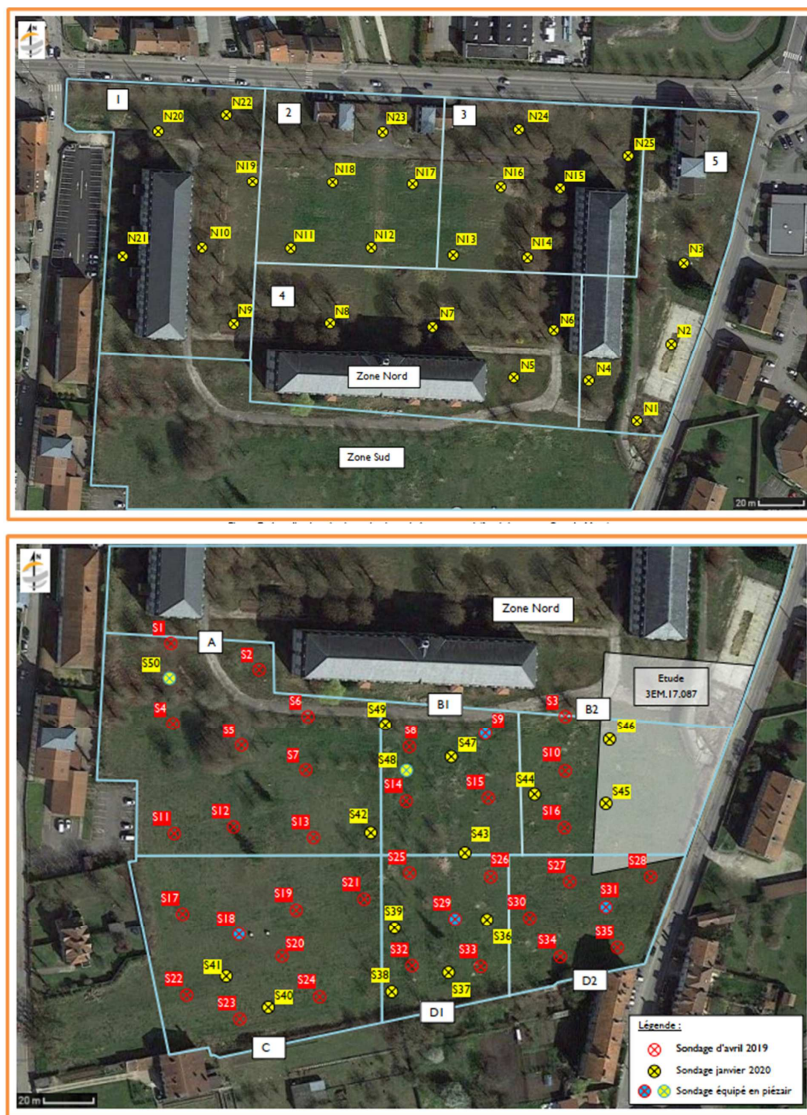 N
1
N22
N20
2
N23
3
N24
N25
5
N19
N18
N17
N16
N15
N21
N10
N11
N12
N13
N14
N3
4
N9
N8
N7
N6
N2
Zone Nord
N5
N4
N1
Zone Sud
20 m
N
Zone Nord
S1
A
S2
S50
Etude
3EM.17.087
S4
S6
S49
B1
S9
S3
B2
S46
S5
S8
S47
S7
S48
S10
S14
S15
S44
S45
S11
S12
S13
S42
S43
S16
S25
S26
S27
S28
S17
S19
S21
S18
S39
S29
S36
S30
S31
S20
S41
S32
S33
S34
S35
S22
S24
S38
S37
S23
S40
D1
D2
C
Légende :
Sondage d'avril 2019
Sondage janvier 2020
Sondage équipé en piézair
20 m